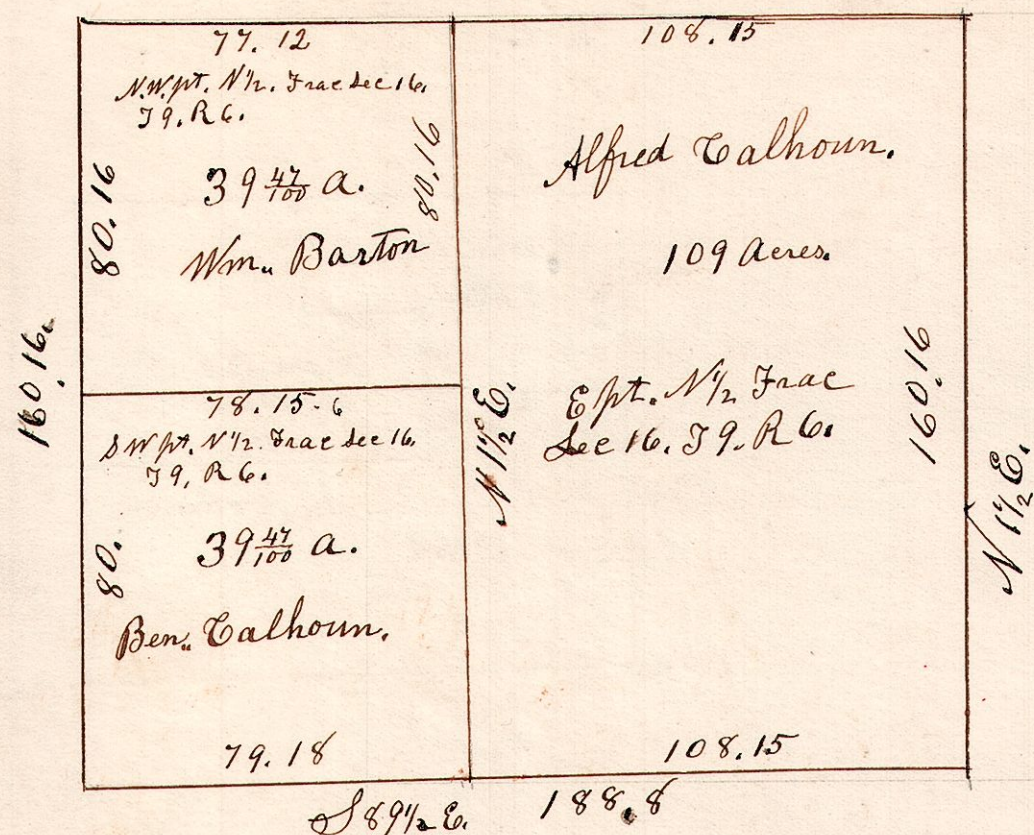 77.12
N.W.pt. N½. Frac Sec 16.
T9. R6.
80.16
80.16
39 47/100 a.
Wm. Barton
108.15
Alfred Calhoun.
109 Acres.
E pt. N½ Frac
Sec 16. T9. R6.
160.16
160.16.
N 1½ E.
N 1½ E.
78.15.6
S W pt. N½. Frac Sec 16.
T9, R6.
80.
39 47/100 a.
Ben. Calhoun.
79.18
108.15
S 89½ E.
188.8